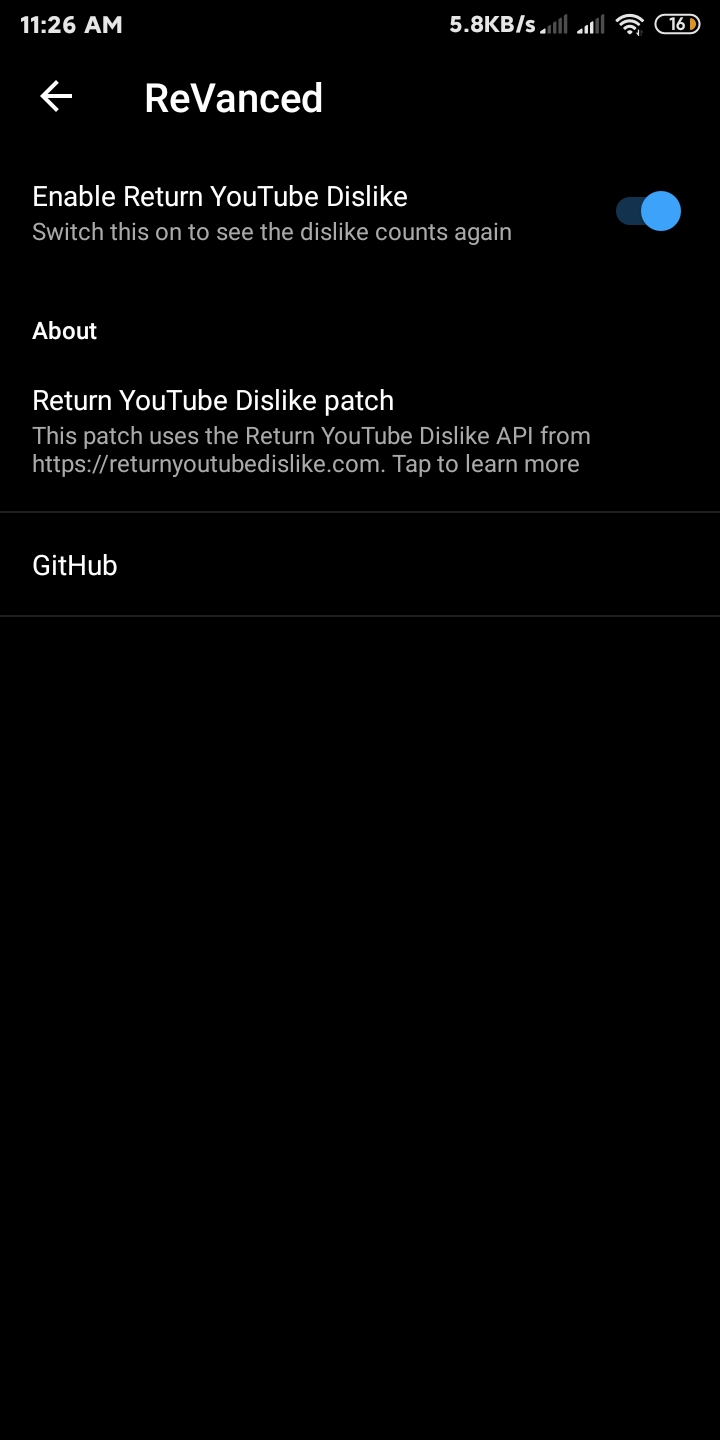 11:26 AM 5.8KB/s 16
ReVanced
Enable Return YouTube Dislike
Switch this on to see the dislike counts again
About
Return YouTube Dislike patch
This patch uses the Return YouTube Dislike API from
https://returnyoutubedislike.com. Tap to learn more
GitHub